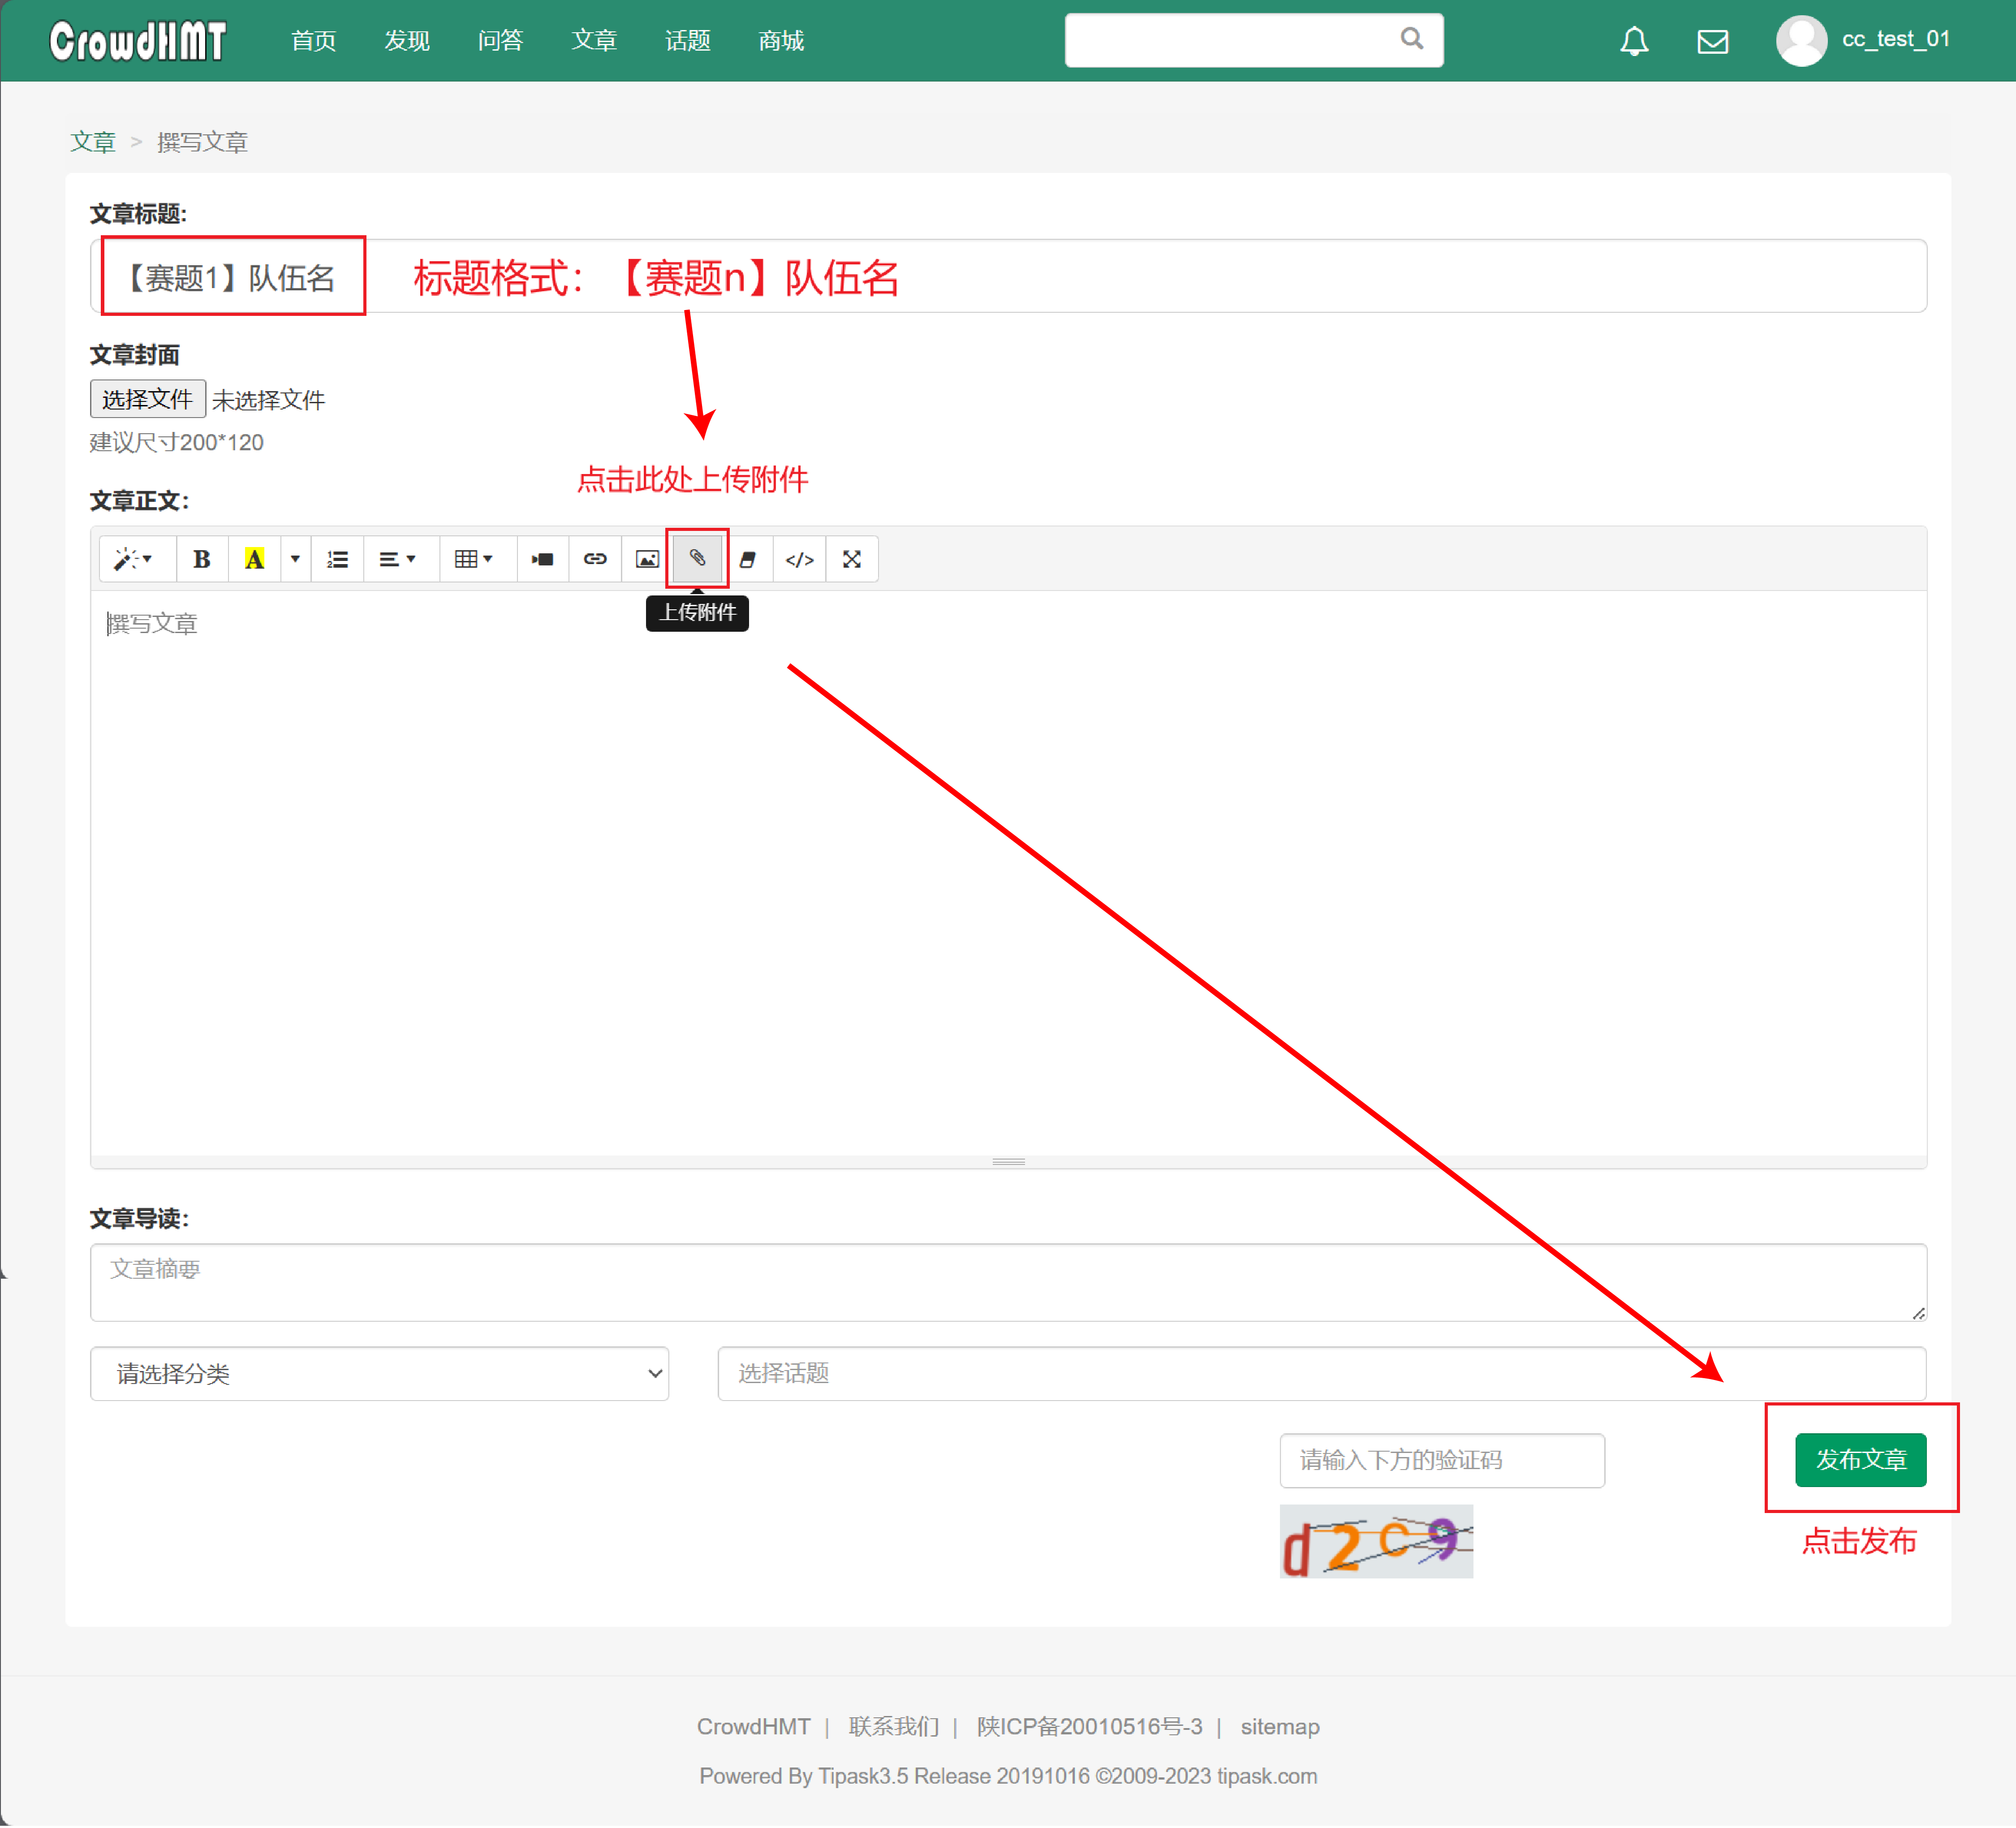 CrowdHMT 首页 发现 问答 文章 话题 商城 cc_test_01
文章 > 撰写文章
文章标题:
【赛题1】队伍名 标题格式：【赛题n】队伍名
文章封面
选择文件 未选择文件
建议尺寸200*120
点击此处上传附件
文章正文：
B A </>
上传附件
撰写文章
文章导读：
文章摘要
请选择分类 选择话题
请输入下方的验证码 发布文章
d2C9
点击发布
CrowdHMT | 联系我们 | 陕ICP备20010516号-3 | sitemap
Powered By Tipask3.5 Release 20191016 ©2009-2023 tipask.com